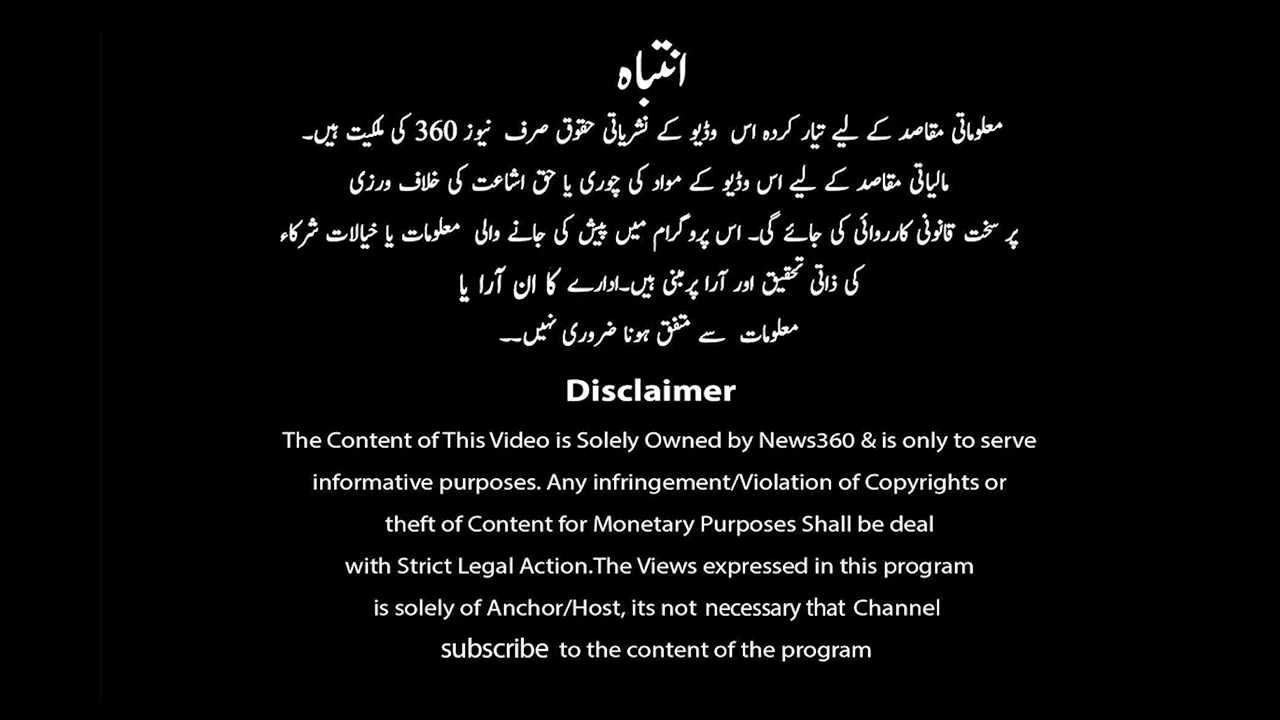 انتباہ
معلوماتی مقاصد کے لیے تیار کردہ اس وڈیو کے نشریاتی حقوق صرف نیوز 360 کی ملکیت ہیں۔
مالیاتی مقاصد کے لیے اس وڈیو کے مواد کی چوری یا حق اشاعت کی خلاف ورزی
پر سخت قانونی کارروائی کی جائے گی۔ اس پروگرام میں پیش کی جانے والی معلومات یا خیالات شرکاء
کی ذاتی تحقیق اور آرا پر مبنی ہیں۔ادارے کا ان آرا یا
معلومات سے متفق ہونا ضروری نہیں۔۔
Disclaimer
The Content of This Video is Solely Owned by News360 & is only to serve
informative purposes. Any infringement/Violation of Copyrights or
theft of Content for Monetary Purposes Shall be deal
with Strict Legal Action.The Views expressed in this program
is solely of Anchor/Host, its not necessary that Channel
subscribe to the content of the program